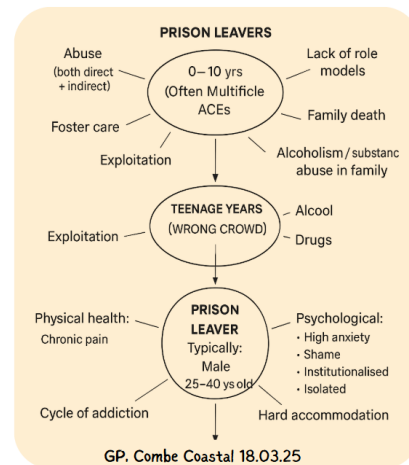 PRISON LEAVERS
Abuse
(both direct
+ indirect)
0–10 yrs
(Often Multificle
ACEs
Lack of role
models
Foster care
Family death
Exploitation
Alcoholism/substanc
abuse in family
TEENAGE YEARS
(WRONG CROWD)
Exploitation
Alcool
Drugs
Physical health:
Chronic pain
PRISON
LEAVER
Typically:
Male
25–40 ys old
Psychological:
• High anxiety
• Shame
• Institutionalised
• Isolated
Cycle of addiction
Hard accommodation
GP. Combe Coastal 18.03.25